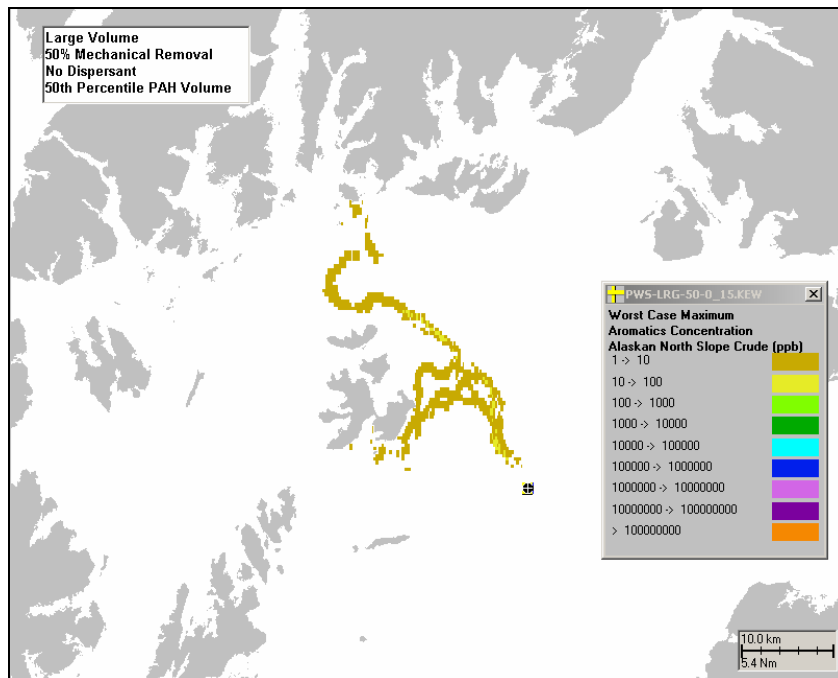 Large Volume
50% Mechanical Removal
No Dispersant
50th Percentile PAH Volume
PWS-LRG-50-0_15.KEW
Worst Case Maximum
Aromatics Concentration
Alaskan North Slope Crude (ppb)
1 -> 10
10 -> 100
100 -> 1000
1000 -> 10000
10000 -> 100000
100000 -> 1000000
1000000 -> 10000000
10000000 -> 100000000
> 100000000
10.0 km
5.4 Nm